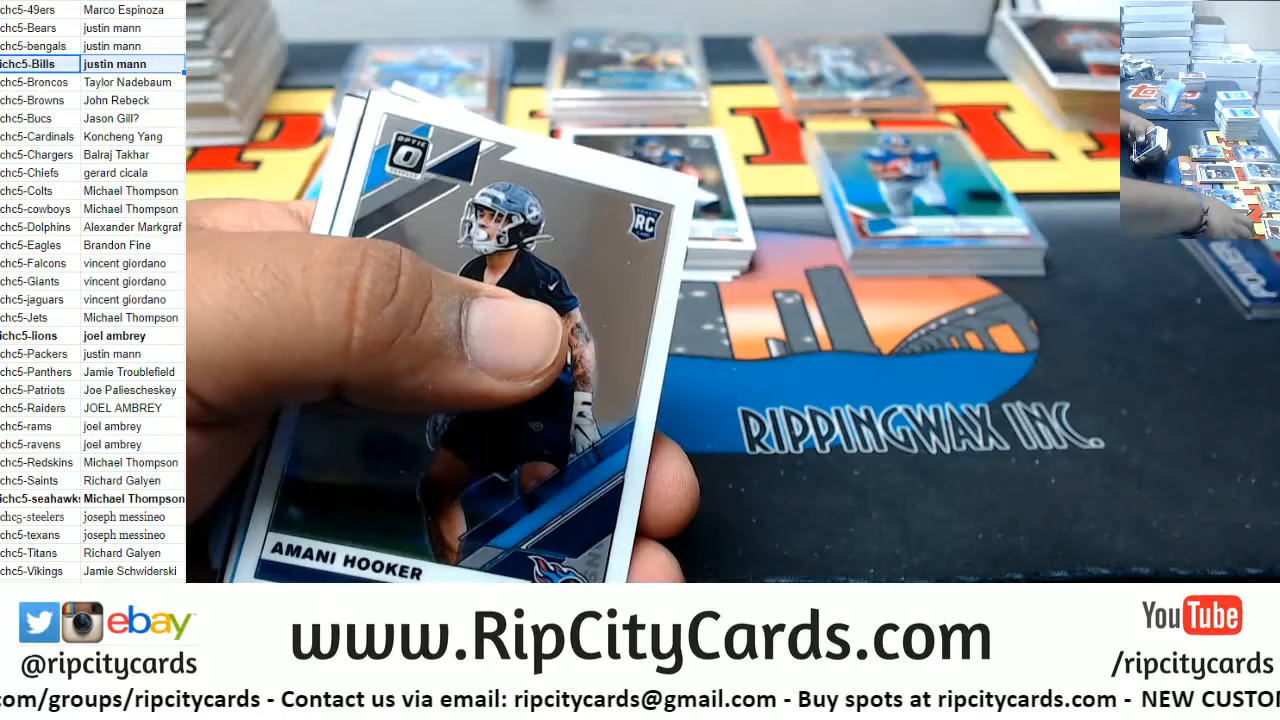 chc5-49ers Marco Espinoza
chc5-Bears justin mann
chc5-bengals justin mann
ichc5-Bills justin mann
chc5-Broncos Taylor Nadebaum
chc5-Browns John Rebeck
chc5-Bucs Jason Gill?
chc5-Cardinals Koncheng Yang
chc5-Chargers Balraj Takhar
chc5-Chiefs gerard cicala
chc5-Colts Michael Thompson
chc5-cowboys Michael Thompson
chc5-Dolphins Alexander Markgraf
chc5-Eagles Brandon Fine
chc5-Falcons vincent giordano
chc5-Giants vincent giordano
chc5-jaguars vincent giordano
chc5-Jets Michael Thompson
ichc5-lions joel ambrey
chc5-Packers justin mann
chc5-Panthers Jamie Troublefield
chc5-Patriots Joe Paliescheskey
chc5-Raiders JOEL AMBREY
chc5-rams joel ambrey
chc5-ravens joel ambrey
chc5-Redskins Michael Thompson
chc5-Saints Richard Galyen
ichc5-seahawks Michael Thompson
chc5-steelers joseph messineo
chc5-texans joseph messineo
chc5-Titans Richard Galyen
chc5-Vikings Jamie Schwiderski
OPTIC
RC
AMANI HOOKER
RIPPINGWAX INC.
ebay
@ripcitycards
www.RipCityCards.com
YouTube
/ripcitycards
com/groups/ripcitycards - Contact us via email: ripcitycards@gmail.com - Buy spots at ripcitycards.com - NEW CUSTO